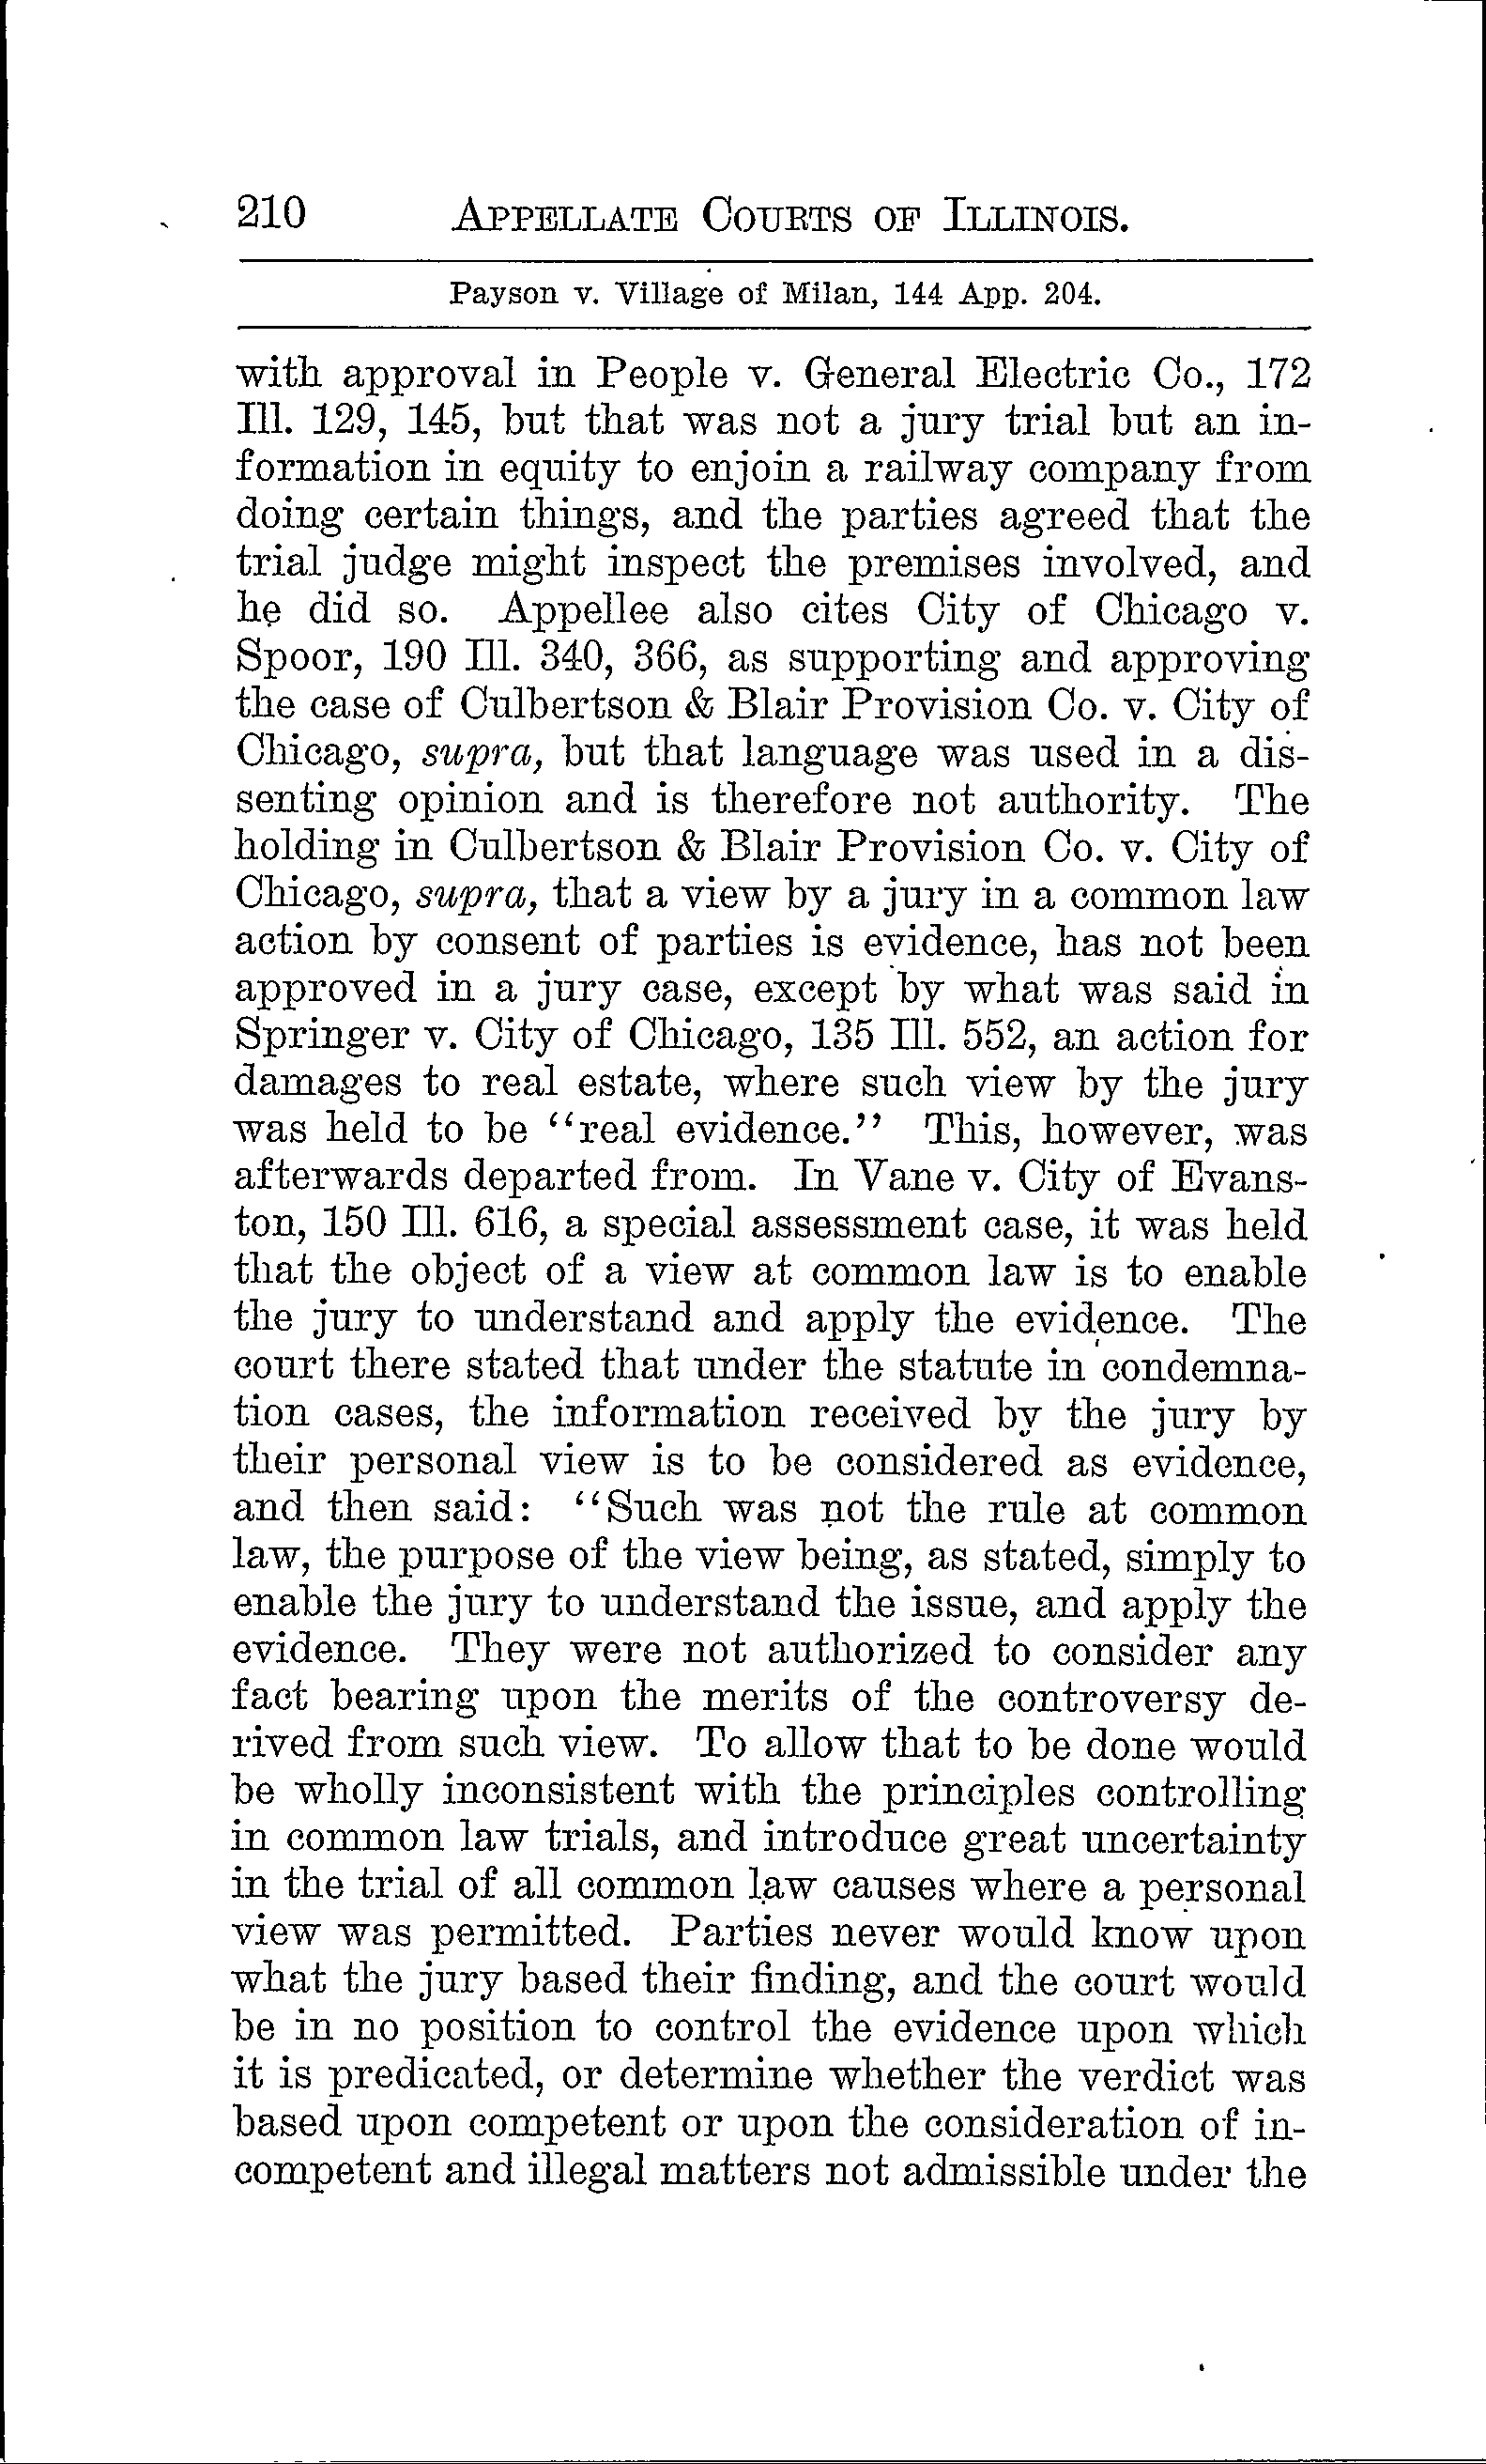 210 APPELLATE COURTS OF ILLINOIS.
Payson v. Village of Milan, 144 App. 204.
with approval in People v. General Electric Co., 172
Ill. 129, 145, but that was not a jury trial but an in-
formation in equity to enjoin a railway company from
doing certain things, and the parties agreed that the
trial judge might inspect the premises involved, and
he did so. Appellee also cites City of Chicago v.
Spoor, 190 Ill. 340, 366, as supporting and approving
the case of Culbertson & Blair Provision Co. v. City of
Chicago, supra, but that language was used in a dis-
senting opinion and is therefore not authority. The
holding in Culbertson & Blair Provision Co. v. City of
Chicago, supra, that a view by a jury in a common law
action by consent of parties is evidence, has not been
approved in a jury case, except by what was said in
Springer v. City of Chicago, 135 Ill. 552, an action for
damages to real estate, where such view by the jury
was held to be “real evidence.” This, however, was
afterwards departed from. In Vane v. City of Evans-
ton, 150 Ill. 616, a special assessment case, it was held
that the object of a view at common law is to enable
the jury to understand and apply the evidence. The
court there stated that under the statute in condemna-
tion cases, the information received by the jury by
their personal view is to be considered as evidence,
and then said: “Such was not the rule at common
law, the purpose of the view being, as stated, simply to
enable the jury to understand the issue, and apply the
evidence. They were not authorized to consider any
fact bearing upon the merits of the controversy de-
rived from such view. To allow that to be done would
be wholly inconsistent with the principles controlling
in common law trials, and introduce great uncertainty
in the trial of all common law causes where a personal
view was permitted. Parties never would know upon
what the jury based their finding, and the court would
be in no position to control the evidence upon which
it is predicated, or determine whether the verdict was
based upon competent or upon the consideration of in-
competent and illegal matters not admissible under the